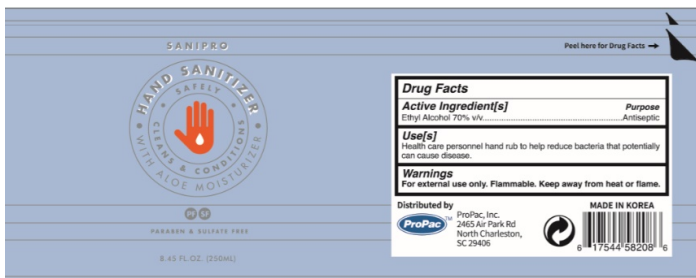 SANIPRO
HAND SANITIZER
WITH ALOE MOISTURIZER
SAFELY
CLEANS & CONDITIONS
PF SF
PARABEN & SULFATE FREE
8.45 FL.OZ. (250ML)
Peel here for Drug Facts →
Drug Facts
Active Ingredient[s] Purpose
Ethyl Alcohol 70% v/v........................................Antiseptic
Use[s]
Health care personnel hand rub to help reduce bacteria that potentially
can cause disease.
Warnings
For external use only. Flammable. Keep away from heat or flame.
Distributed by
ProPac™
ProPac, Inc.
2465 Air Park Rd
North Charleston,
SC 29406
MADE IN KOREA
6 17544 58208 6